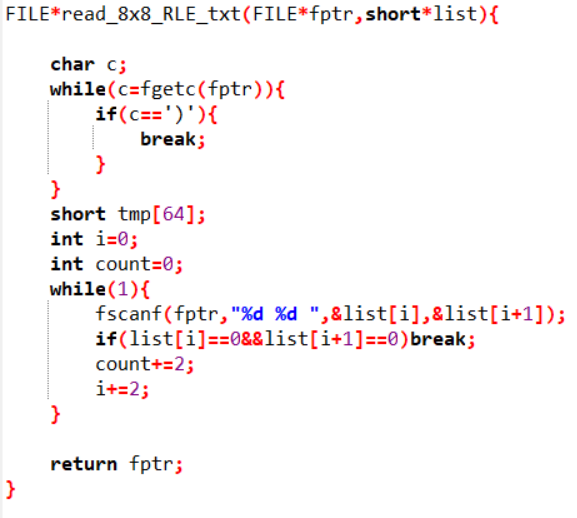 FILE*read_8x8_RLE_txt(FILE*fptr,short*list){
char c;
while(c=fgetc(fptr)){
if(c==')'){
break;
}
}
short tmp[64];
int i=0;
int count=0;
while(1){
fscanf(fptr,"%d %d ",&list[i],&list[i+1]);
if(list[i]==0&&list[i+1]==0)break;
count+=2;
i+=2;
}
return fptr;
}